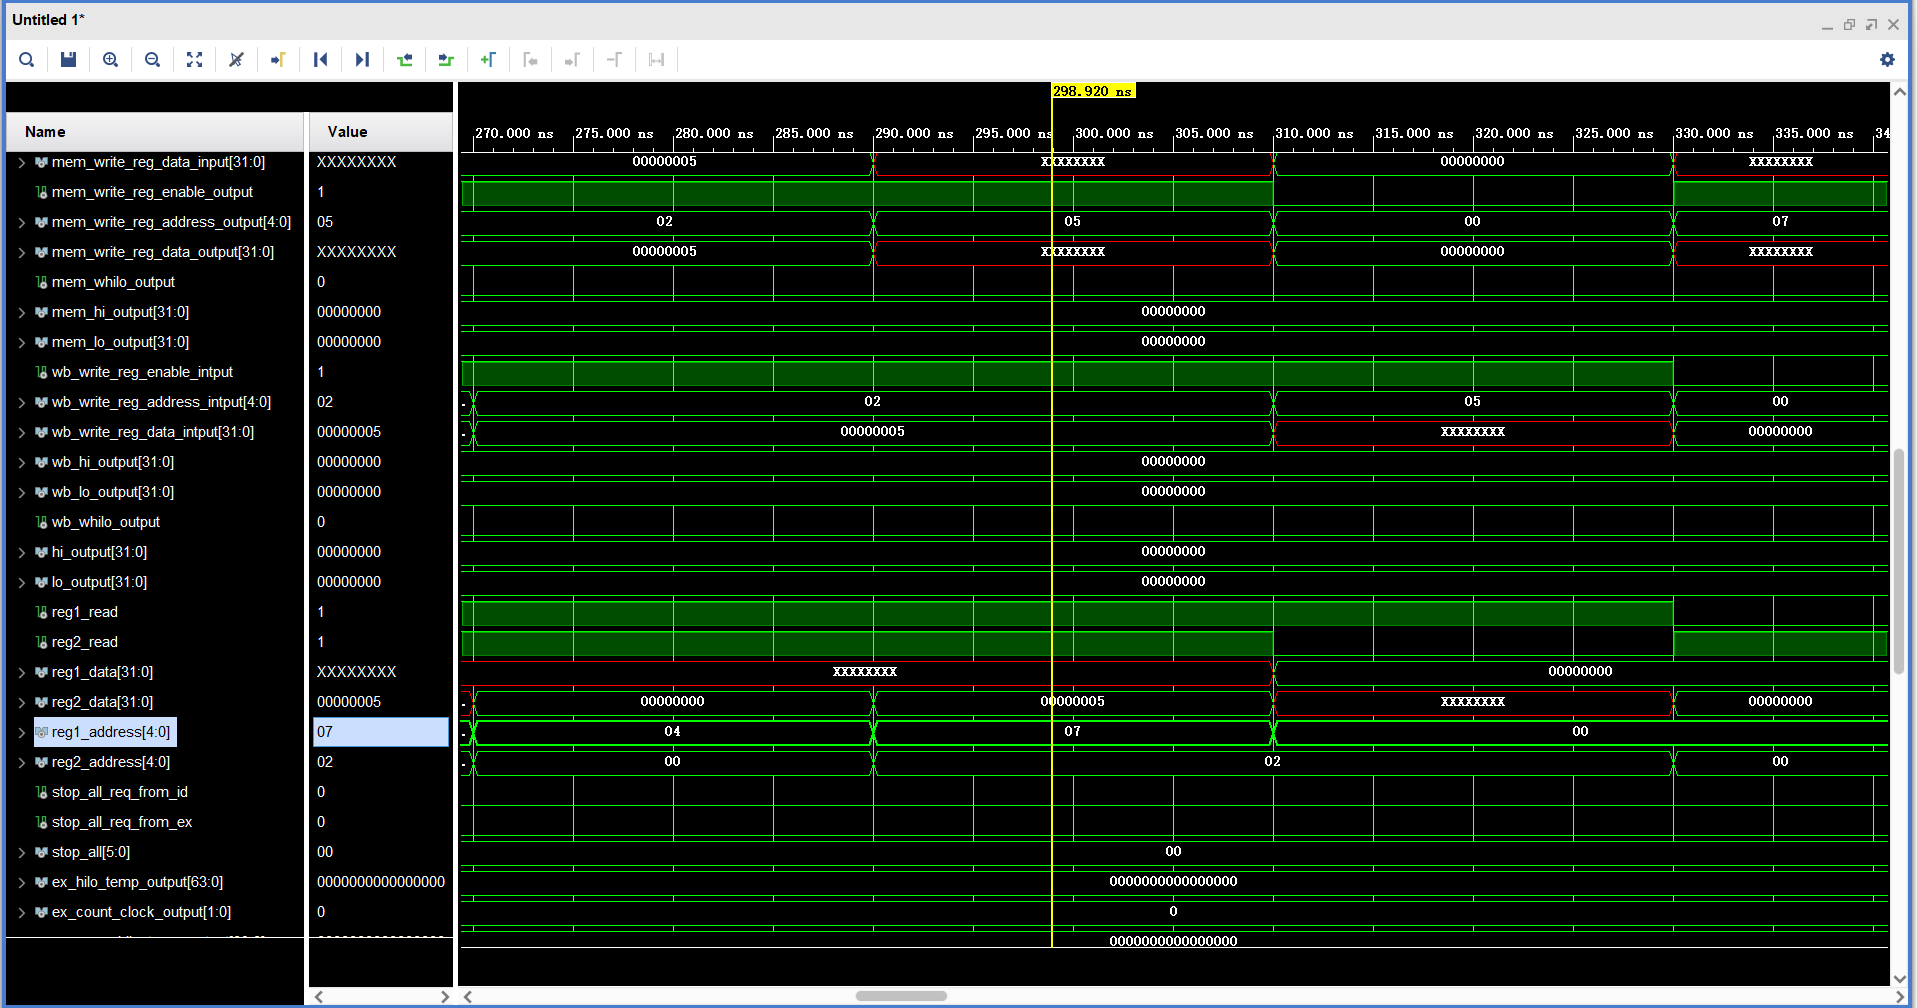 Untitled 1*
298.920 ns
Name
Value
270.000 ns 275.000 ns 280.000 ns 285.000 ns 290.000 ns 295.000 ns 300.000 ns 305.000 ns 310.000 ns 315.000 ns 320.000 ns 325.000 ns 330.000 ns 335.000 ns 34
mem_write_reg_data_input[31:0] XXXXXXXX 00000005 XXXXXXXX 00000000 XXXXXXXX
mem_write_reg_enable_output 1
mem_write_reg_address_output[4:0] 05 02 05 00 07
mem_write_reg_data_output[31:0] XXXXXXXX 00000005 XXXXXXXX 00000000 XXXXXXXX
mem_whilo_output 0
mem_hi_output[31:0] 00000000 00000000
mem_lo_output[31:0] 00000000 00000000
wb_write_reg_enable_intput 1
wb_write_reg_address_intput[4:0] 02 02 05 00
wb_write_reg_data_intput[31:0] 00000005 00000005 XXXXXXXX 00000000
wb_hi_output[31:0] 00000000 00000000
wb_lo_output[31:0] 00000000 00000000
wb_whilo_output 0
hi_output[31:0] 00000000 00000000
lo_output[31:0] 00000000 00000000
reg1_read 1
reg2_read 1
reg1_data[31:0] XXXXXXXX XXXXXXXX 00000000
reg2_data[31:0] 00000005 00000000 00000005 XXXXXXXX 00000000
reg1_address[4:0] 07 04 07 00
reg2_address[4:0] 02 00 02 00
stop_all_req_from_id 0
stop_all_req_from_ex 0
stop_all[5:0] 00 00
ex_hilo_temp_output[63:0] 0000000000000000 0000000000000000
ex_count_clock_output[1:0] 0 0
0000000000000000